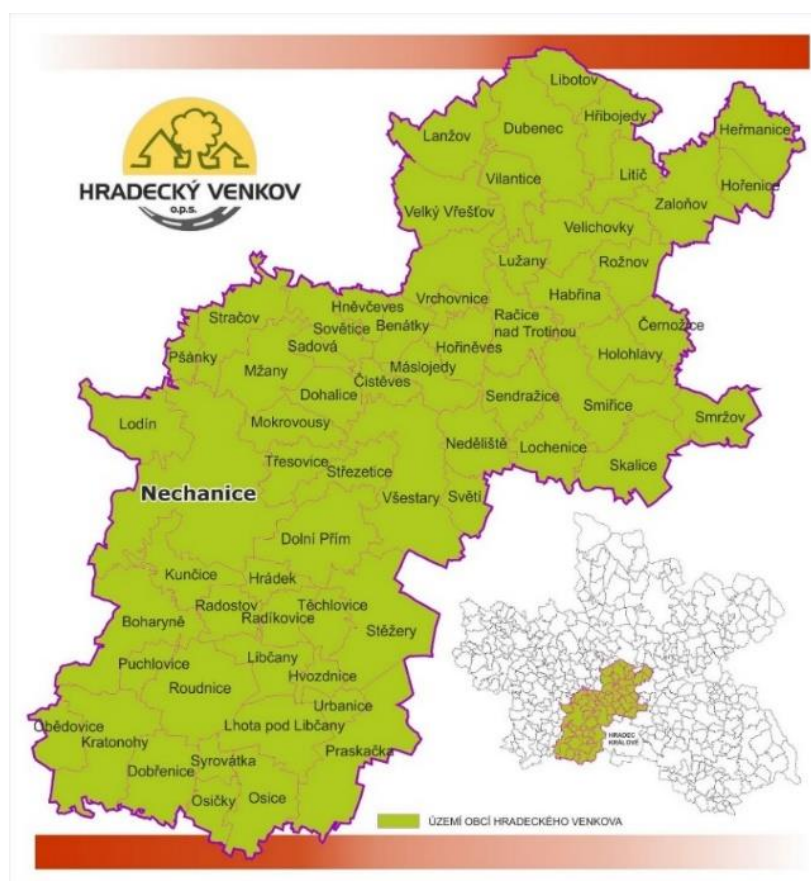 HRADECKÝ VENKOV
o.p.s.
Libotov
Lanžov
Dubenec
Hřibojedy
Heřmanice
Vilantice
Litíč
Hořenice
Velký Vřešťov
Zaloňov
Velichovky
Lužany
Rožnov
Hněvčeves
Vrchovnice
Habřina
Stračov
Sovětice
Benátky
Račice
nad Trotinou
Černožice
Sadová
Hořiněves
Holohlavy
Pšánky
Mžany
Máslojedy
Dohalice
Čistěves
Sendražice
Smiřice
Smržov
Lodín
Mokrovousy
Neděliště
Lochenice
Třesovice
Střezetice
Skalice
Nechanice
Všestary
Světí
Dolní Přím
Kunčice
Hrádek
Radostov
Těchlovice
Radíkovice
Boharyně
Stěžery
Puchlovice
Libčany
Hvozdnice
Roudnice
Urbanice
Obědovice
Lhota pod Libčany
Kratonohy
Praskačka
Syrovátka
Dobřenice
Osičky
Osice
HRADEC
KRÁLOVÉ
ÚZEMÍ OBCÍ HRADECKÉHO VENKOVA